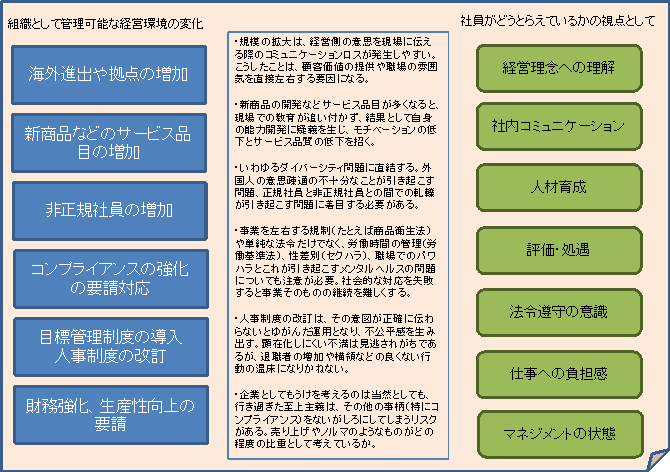 組織として管理可能な経営環境の変化
海外進出や拠点の増加
新商品などのサービス品
目の増加
非正規社員の増加
コンプライアンスの強化
の要請対応
目標管理制度の導入
人事制度の改訂
財務強化、生産性向上の
要請
・規模の拡大は、経営側の意思を現場に伝え
る際のコミュニケーションロスが発生しやすい。
こうしたことは、顧客価値の提供や職場の雰囲
気を直接左右する要因になる。
・新商品の開発などサービス品目が多くなると、
現場での教育が追い付かず、結果として自身
の能力開発に疑義を生じ、モチベーションの低
下とサービス品質の低下を招く。
・いわゆるダイバーシティ問題に直結する。外
国人の意思疎通の不十分なことが引き起こす
問題、正規社員と非正規社員との間での軋轢
が引き起こす問題に着目する必要がある。
・事業を左右する規制(たとえば商品衛生法)
や単純な法令だけでなく、労働時間の管理(労
働基準法)、性差別(セクハラ)、職場でのパワ
ハラとこれが引き起こすメンタルヘルスの問題
についても注意が必要。社会的な対応を失敗
すると事業そのものの継続を難しくする。
・人事制度の改訂は、その意図が正確に伝わ
らないとゆがんだ運用となり、不公平感を生み
出す。顕在化しにくい不満は見逃されがちであ
るが、退職者の増加や横領などの良くない行
動の温床になりかねない。
・企業としてもうけを考えるのは当然としても、
行き過ぎた至上主義は、その他の事柄(特にコ
ンプライアンス)をないがしろにしてしまうリスク
がある。売り上げやノルマのようなものがどの
程度の比重として考えているか。
社員がどうとらえているかの視点として
経営理念への理解
社内コミュニケーション
人材育成
評価・処遇
法令遵守の意識
仕事への負担感
マネジメントの状態